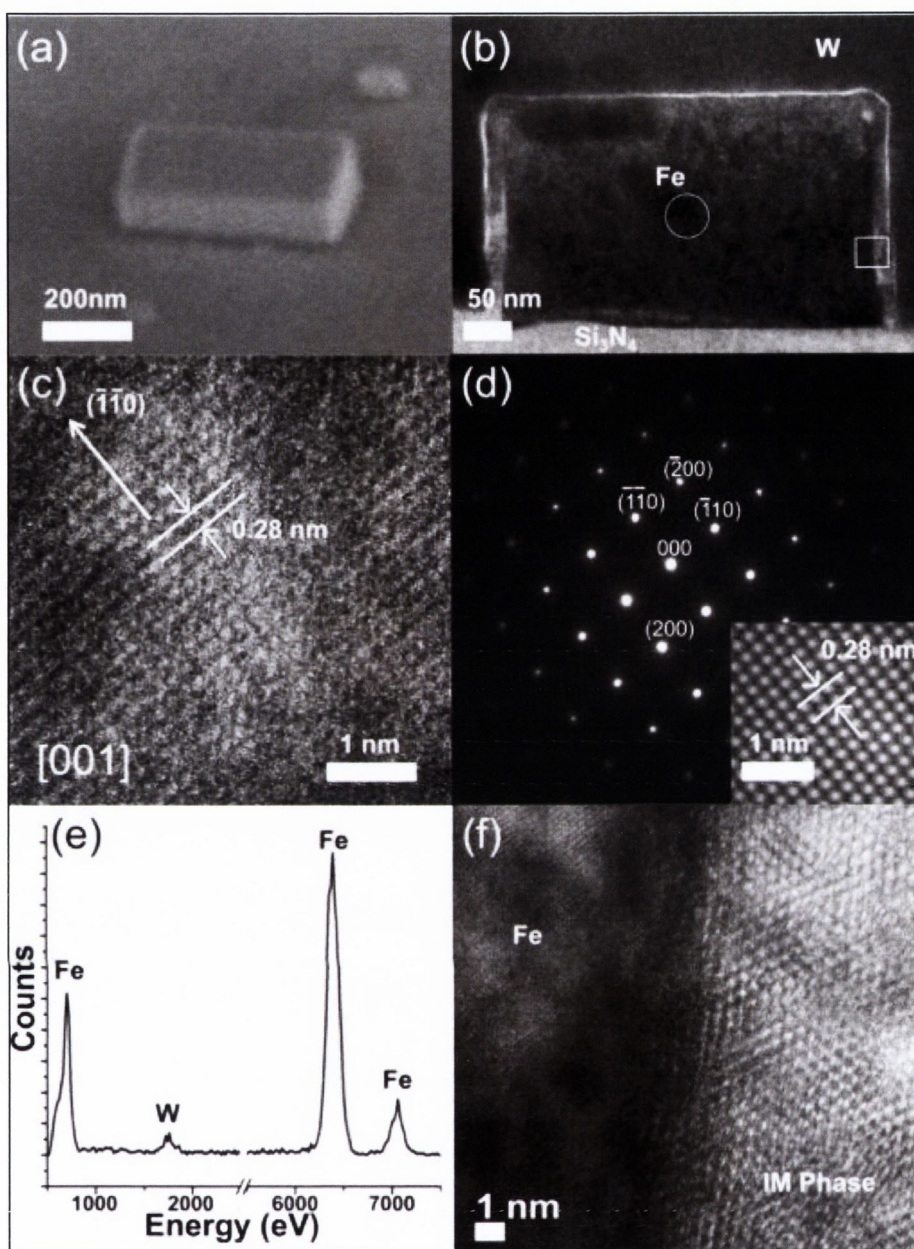 (a)
200nm
(b)
W
Fe
50 nm
Si₃N₄
(c)
(1̄1̄0)
0.28 nm
[001]
1 nm
(d)
(2̄00)
(1̄1̄0)
(1̄10)
000
(200)
0.28 nm
1 nm
(e)
Fe
Fe
W
Fe
Counts
1000
2000
6000
7000
Energy (eV)
(f)
Fe
IM Phase
1 nm